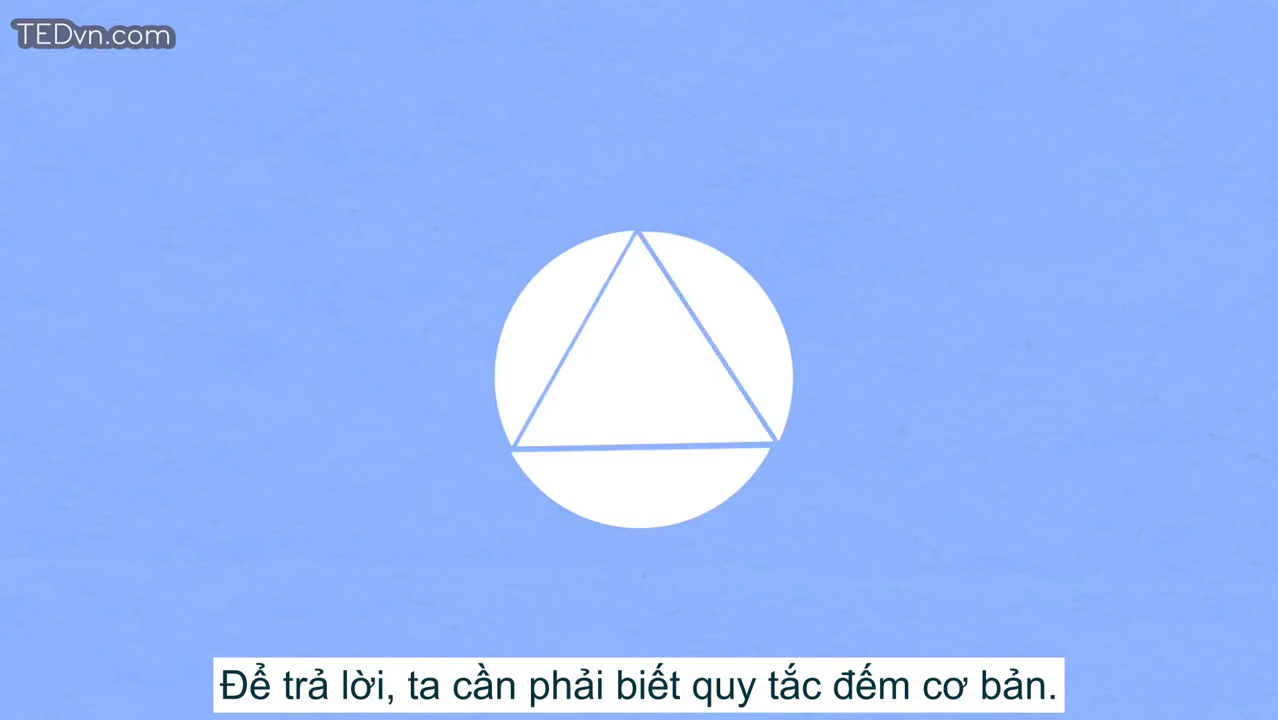 TEDvn.com
Để trả lời, ta cần phải biết quy tắc đếm cơ bản.